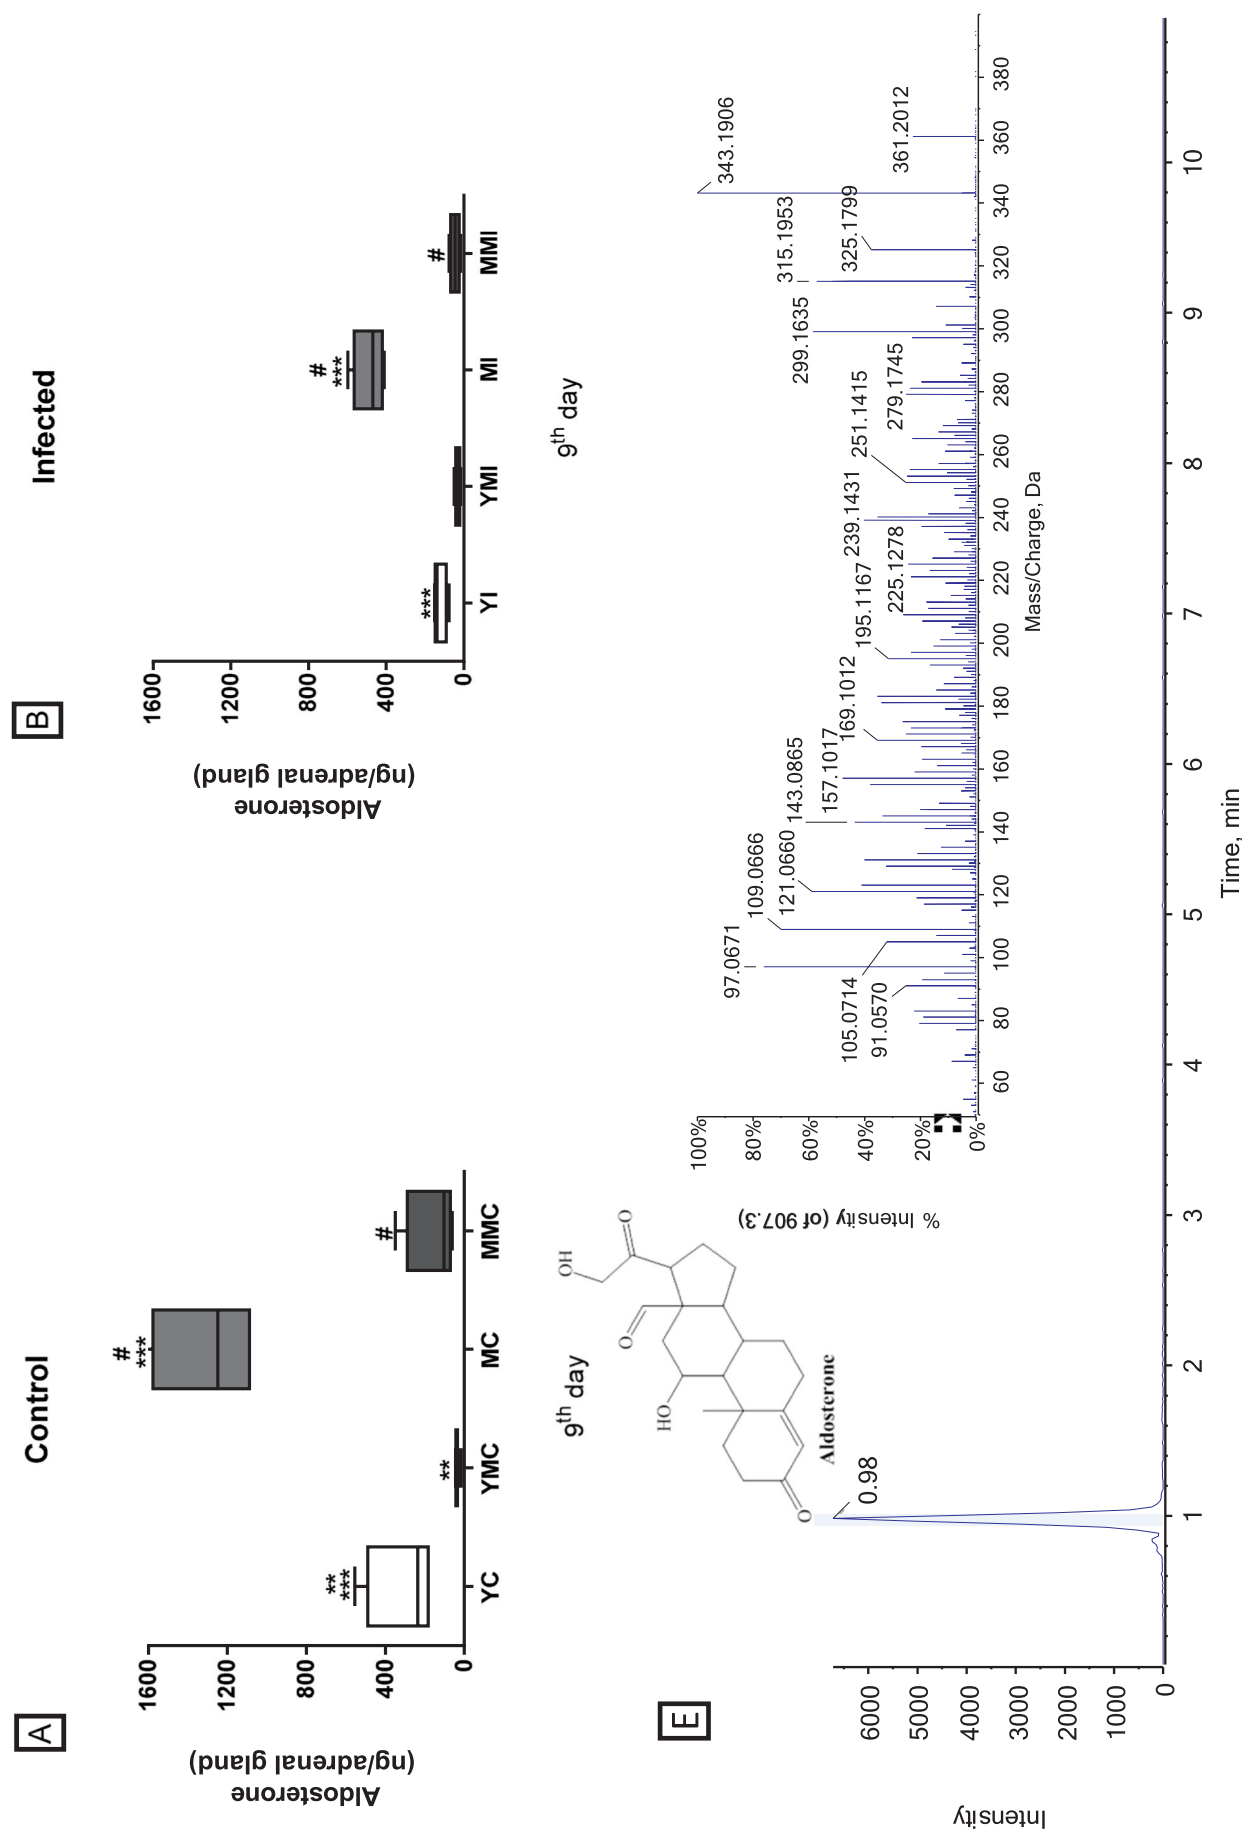 A
Control
Aldosterone
(ng/adrenal gland)
1600
1200
800
400
0
**
***
**
#
***
#
YC
YMC
MC
MMC
9th day
B
Infected
Aldosterone
(ng/adrenal gland)
1600
1200
800
400
0
***
#
***
#
YI
YMI
MI
MMI
9th day
E
Intensity
6000
5000
4000
3000
2000
1000
0
0.98
O
HO
O
OH
O
Aldosterone
% Intensity (of 907.3)
100%
80%
60%
40%
20%
0%
91.0570
105.0714
97.0671
109.0666
121.0660
143.0865
157.1017
169.1012
195.1167
225.1278
239.1431
251.1415
279.1745
299.1635
315.1953
325.1799
343.1906
361.2012
60
80
100
120
140
160
180
200
220
240
260
280
300
320
340
360
380
Mass/Charge, Da
1
2
3
4
5
6
7
8
9
10
Time, min